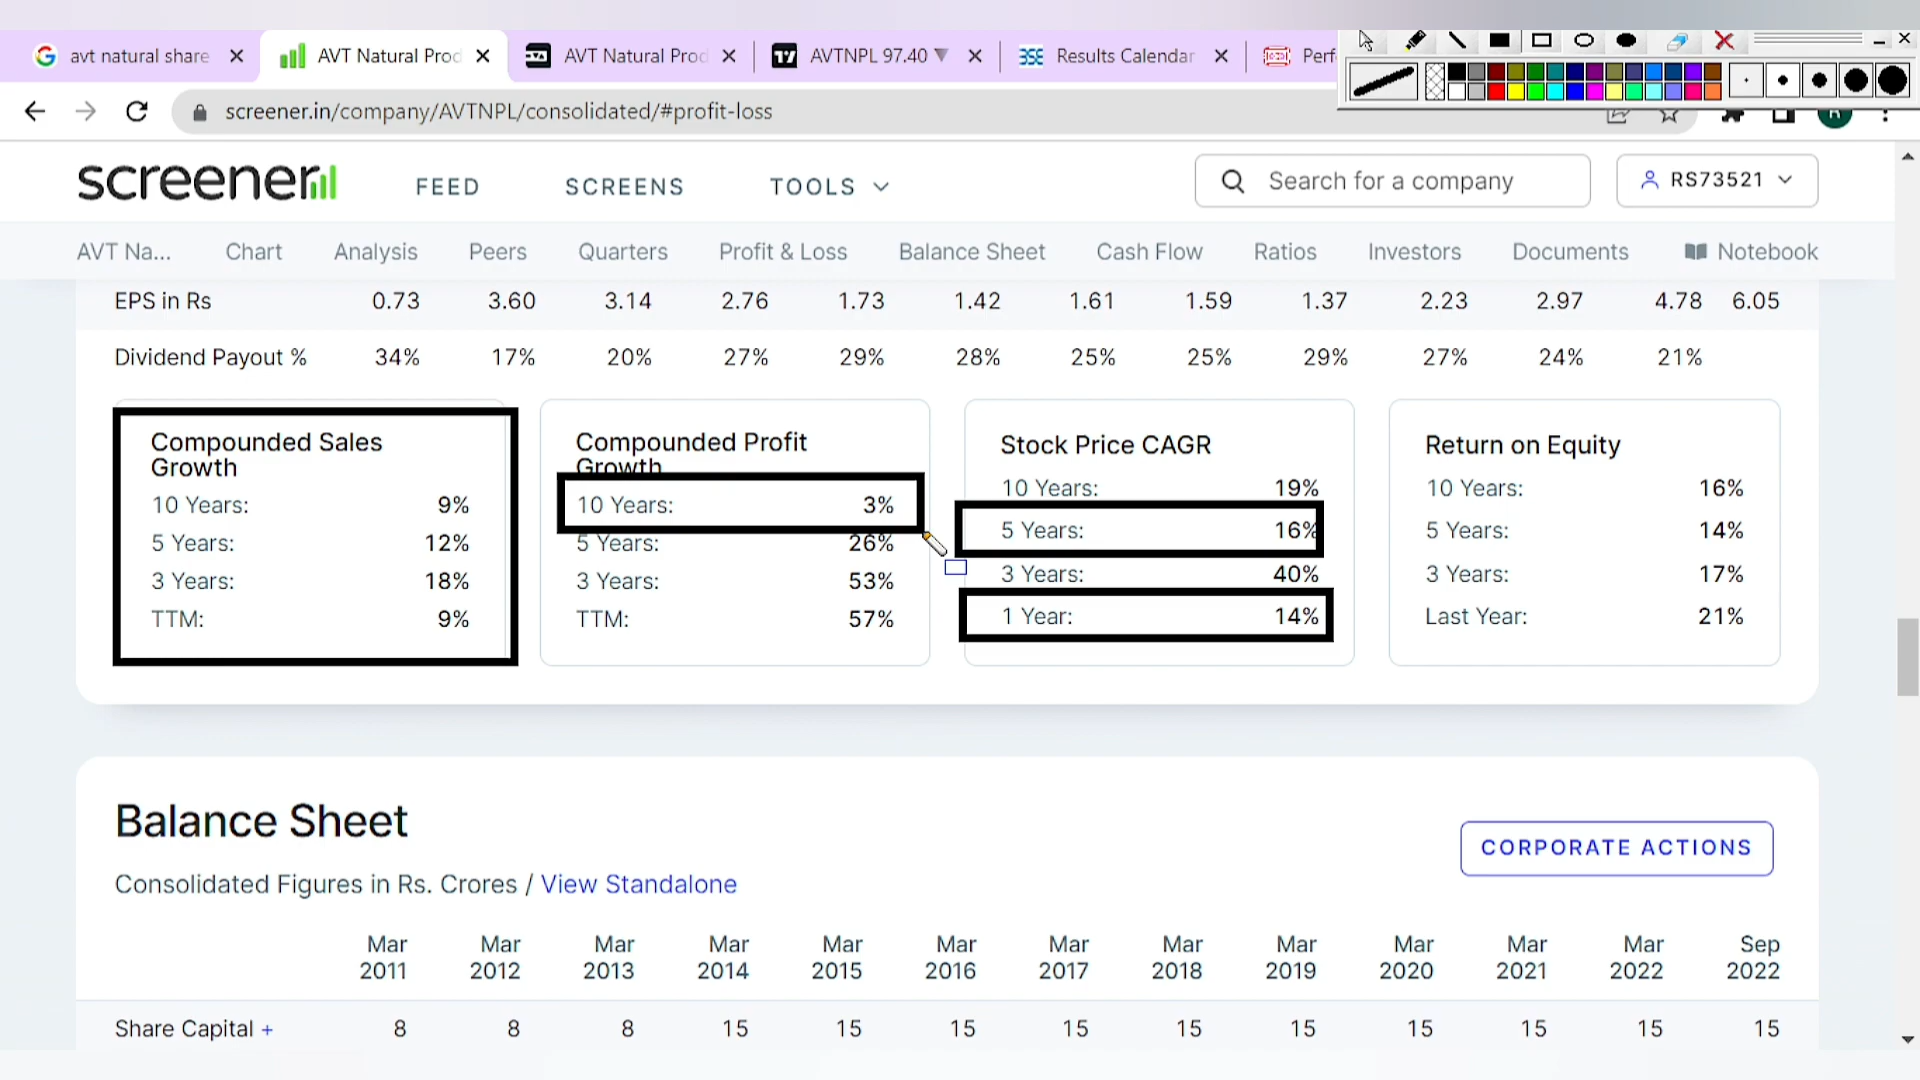 avt natural share
AVT Natural Prod
AVT Natural Prod
AVTNPL 97.40 ▼
Results Calendar
Perf
screener.in/company/AVTNPL/consolidated/#profit-loss
screener
FEED SCREENS TOOLS
Search for a company
RS73521
AVT Na... Chart Analysis Peers Quarters Profit & Loss Balance Sheet Cash Flow Ratios Investors Documents Notebook
EPS in Rs 0.73 3.60 3.14 2.76 1.73 1.42 1.61 1.59 1.37 2.23 2.97 4.78 6.05
Dividend Payout % 34% 17% 20% 27% 29% 28% 25% 25% 29% 27% 24% 21%
Compounded Sales
Growth
10 Years: 9%
5 Years: 12%
3 Years: 18%
TTM: 9%
Compounded Profit
Growth
10 Years: 3%
5 Years: 26%
3 Years: 53%
TTM: 57%
Stock Price CAGR
10 Years: 19%
5 Years: 16%
3 Years: 40%
1 Year: 14%
Return on Equity
10 Years: 16%
5 Years: 14%
3 Years: 17%
Last Year: 21%
Balance Sheet
CORPORATE ACTIONS
Consolidated Figures in Rs. Crores / View Standalone
Mar Mar Mar Mar Mar Mar Mar Mar Mar Mar Mar Mar Sep
2011 2012 2013 2014 2015 2016 2017 2018 2019 2020 2021 2022 2022
Share Capital + 8 8 8 15 15 15 15 15 15 15 15 15 15